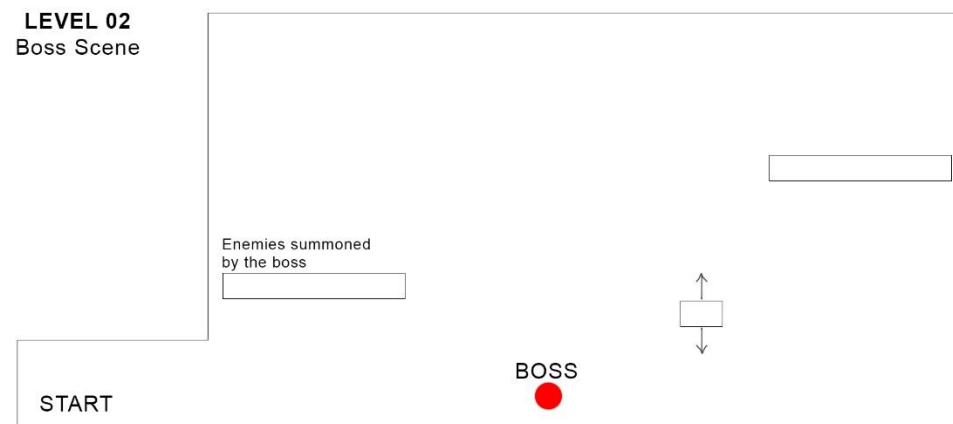 LEVEL 02
Boss Scene
Enemies summoned
by the boss
BOSS
START